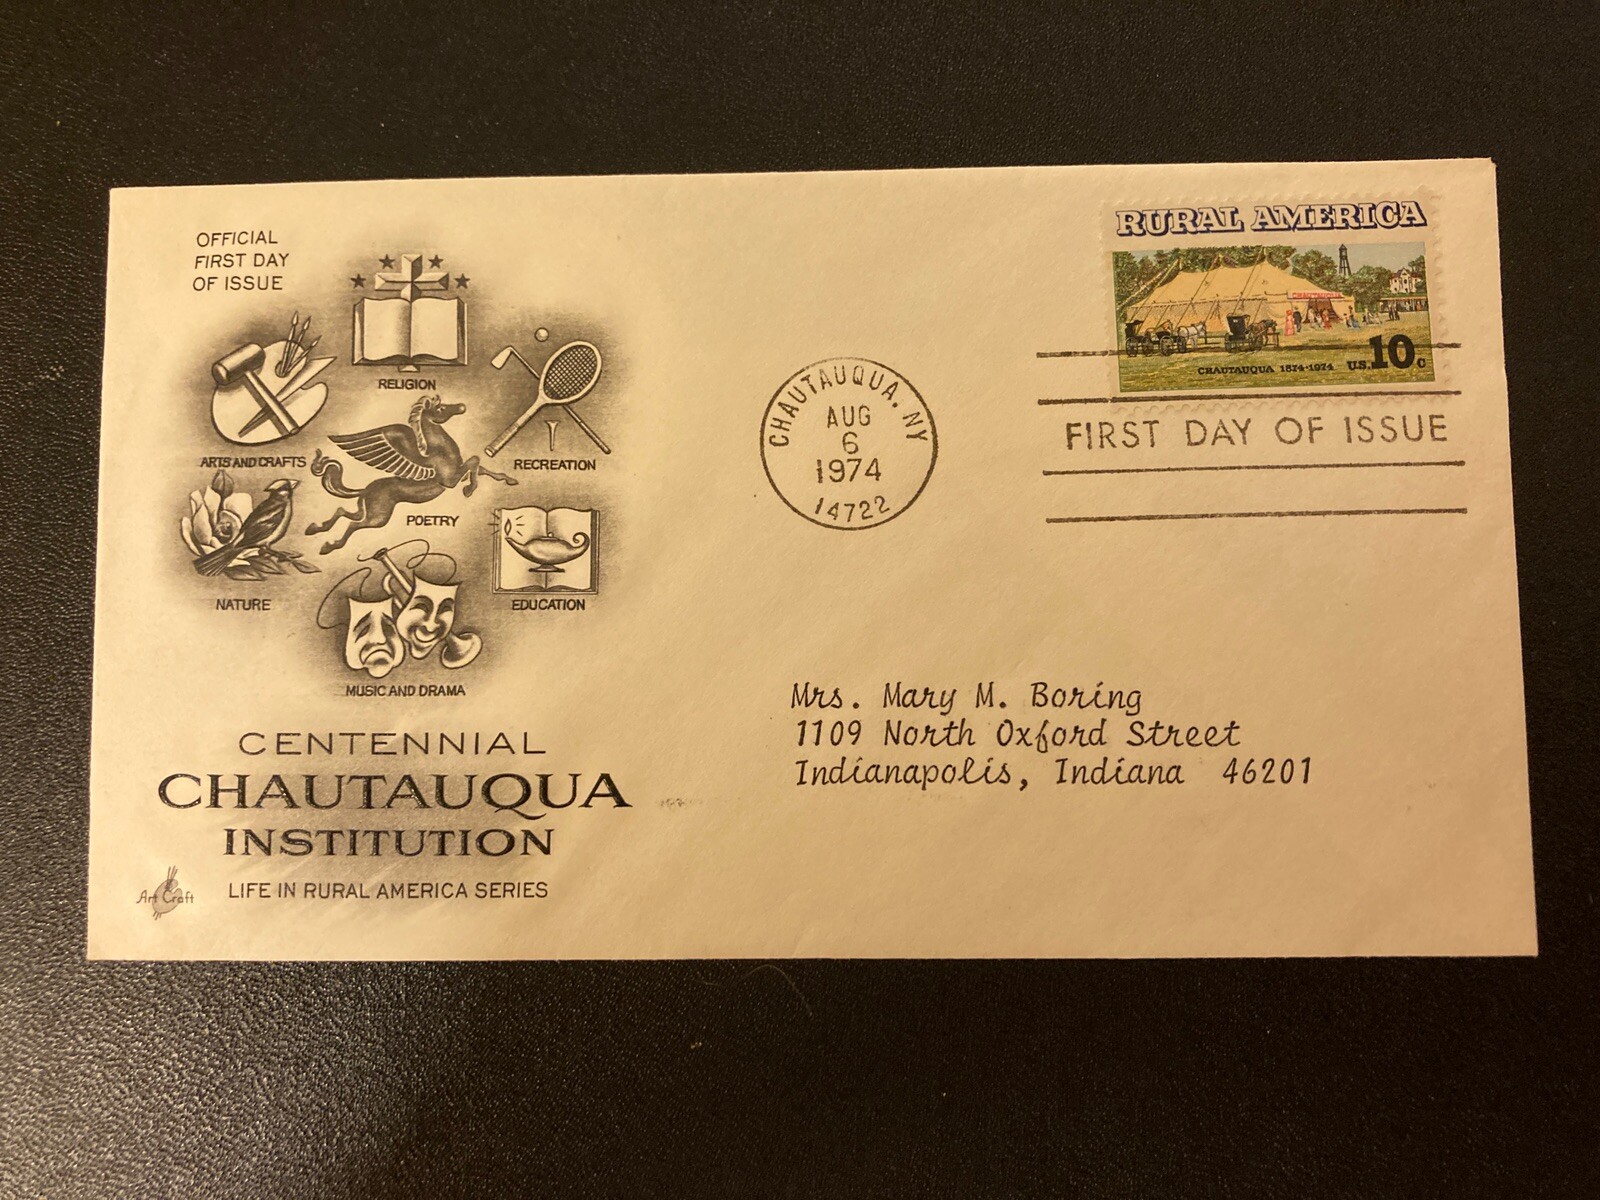 OFFICIAL
FIRST DAY
OF ISSUE
RELIGION
ARTS AND CRAFTS
RECREATION
POETRY
NATURE
EDUCATION
MUSIC AND DRAMA
CENTENNIAL
CHAUTAUQUA
INSTITUTION
Art Craft
LIFE IN RURAL AMERICA SERIES
CHAUTAUQUA, NY
AUG
6
1974
14722
RURAL AMERICA
CHAUTAUQUA
CHAUTAUQUA 1874-1974 U.S. 10c
FIRST DAY OF ISSUE
Mrs. Mary M. Boring
1109 North Oxford Street
Indianapolis, Indiana 46201